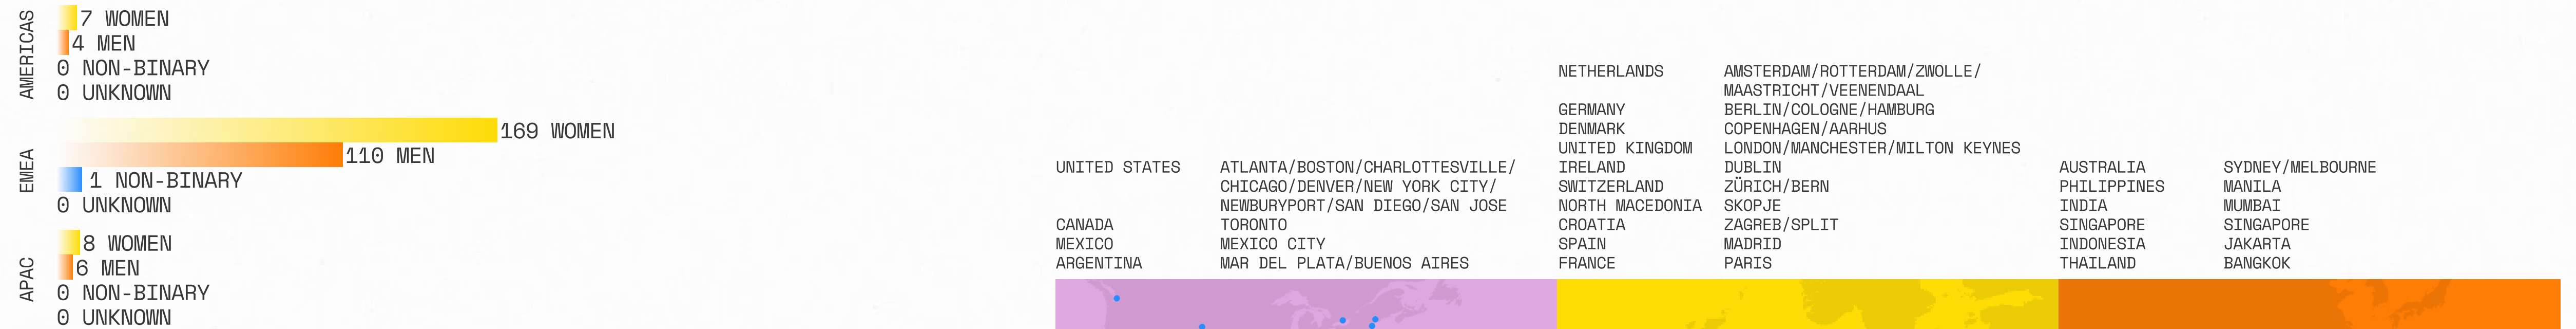 AMERICAS
7 WOMEN
4 MEN
0 NON-BINARY
0 UNKNOWN
EMEA
169 WOMEN
110 MEN
1 NON-BINARY
0 UNKNOWN
APAC
8 WOMEN
6 MEN
0 NON-BINARY
0 UNKNOWN
UNITED STATES ATLANTA/BOSTON/CHARLOTTESVILLE/
CHICAGO/DENVER/NEW YORK CITY/
NEWBURYPORT/SAN DIEGO/SAN JOSE
CANADA TORONTO
MEXICO MEXICO CITY
ARGENTINA MAR DEL PLATA/BUENOS AIRES
NETHERLANDS AMSTERDAM/ROTTERDAM/ZWOLLE/
MAASTRICHT/VEENENDAAL
GERMANY BERLIN/COLOGNE/HAMBURG
DENMARK COPENHAGEN/AARHUS
UNITED KINGDOM LONDON/MANCHESTER/MILTON KEYNES
IRELAND DUBLIN
SWITZERLAND ZÜRICH/BERN
NORTH MACEDONIA SKOPJE
CROATIA ZAGREB/SPLIT
SPAIN MADRID
FRANCE PARIS
AUSTRALIA SYDNEY/MELBOURNE
PHILIPPINES MANILA
INDIA MUMBAI
SINGAPORE SINGAPORE
INDONESIA JAKARTA
THAILAND BANGKOK